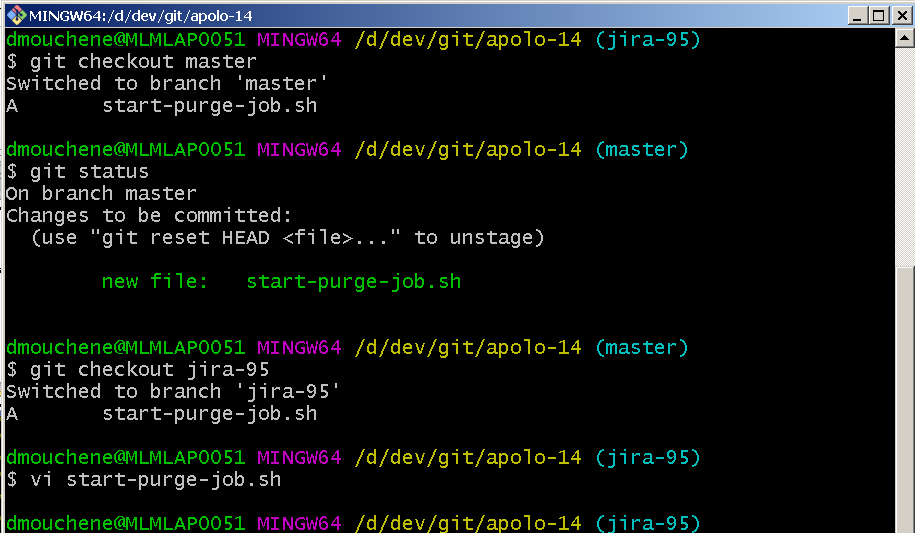 MINGW64:/d/dev/git/apolo-14
dmouchene@MLMLAP0051 MINGW64 /d/dev/git/apolo-14 (jira-95)
$ git checkout master
Switched to branch 'master'
A       start-purge-job.sh
dmouchene@MLMLAP0051 MINGW64 /d/dev/git/apolo-14 (master)
$ git status
On branch master
Changes to be committed:
  (use "git reset HEAD <file>..." to unstage)
        new file:   start-purge-job.sh
dmouchene@MLMLAP0051 MINGW64 /d/dev/git/apolo-14 (master)
$ git checkout jira-95
Switched to branch 'jira-95'
A       start-purge-job.sh
dmouchene@MLMLAP0051 MINGW64 /d/dev/git/apolo-14 (jira-95)
$ vi start-purge-job.sh
dmouchene@MLMLAP0051 MINGW64 /d/dev/git/apolo-14 (jira-95)